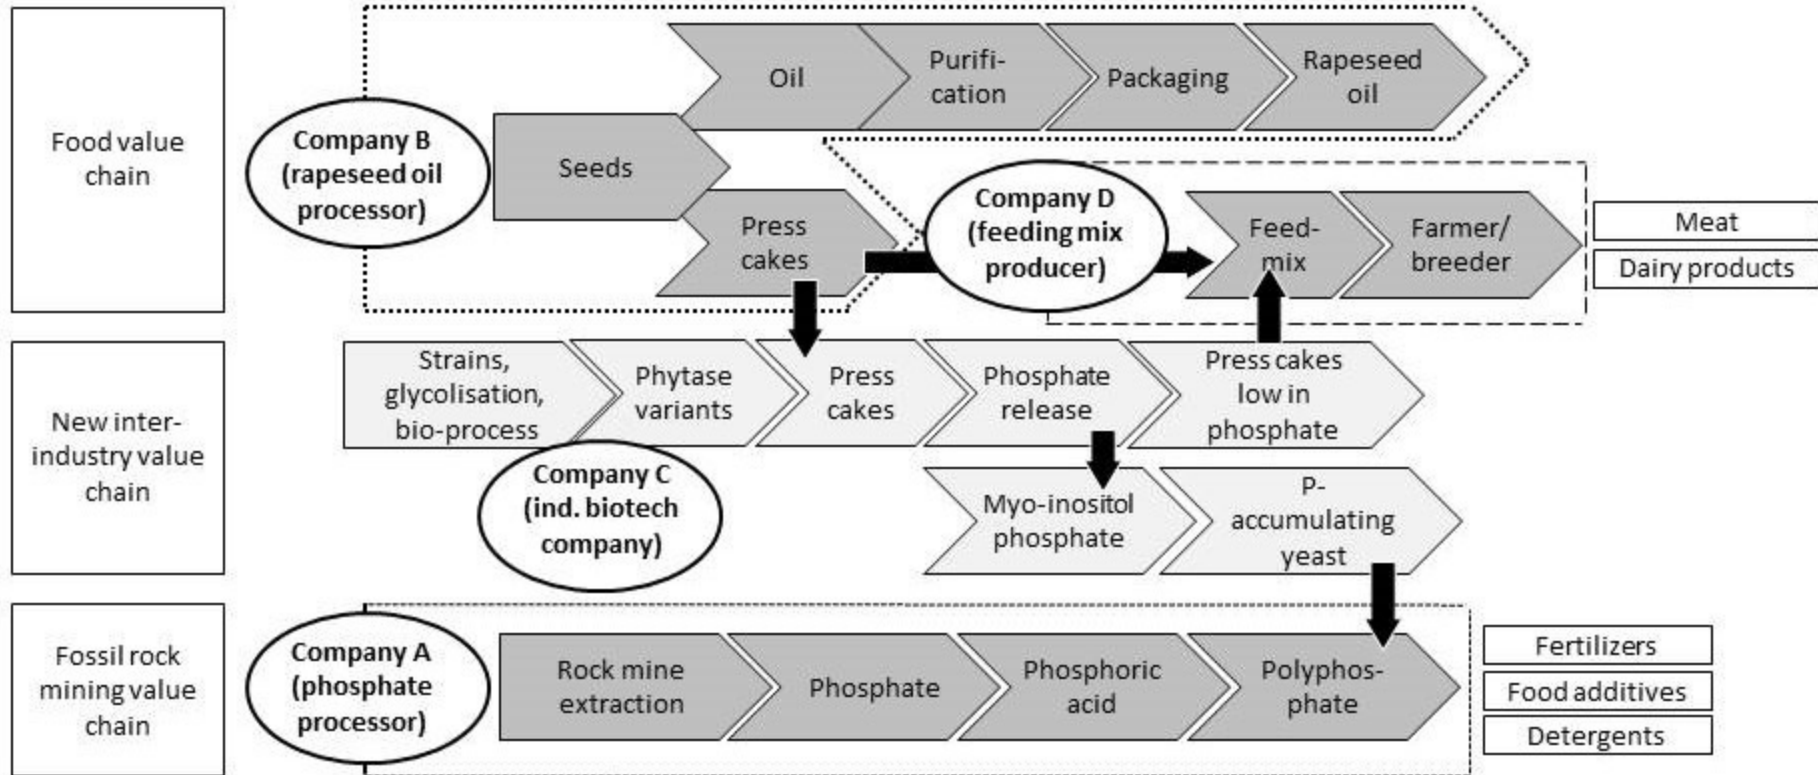 Food value
chain
Company B
(rapeseed oil
processor)
Seeds
Oil
Purifi-
cation
Packaging
Rapeseed
oil
Press
cakes
Company D
(feeding mix
producer)
Feed-
mix
Farmer/
breeder
Meat
Dairy products
New inter-
industry value
chain
Strains,
glycolisation,
bio-process
Phytase
variants
Press
cakes
Phosphate
release
Press cakes
low in
phosphate
Company C
(ind. biotech
company)
Myo-inositol
phosphate
P-
accumulating
yeast
Fossil rock
mining value
chain
Company A
(phosphate
processor)
Rock mine
extraction
Phosphate
Phosphoric
acid
Polyphos-
phate
Fertilizers
Food additives
Detergents